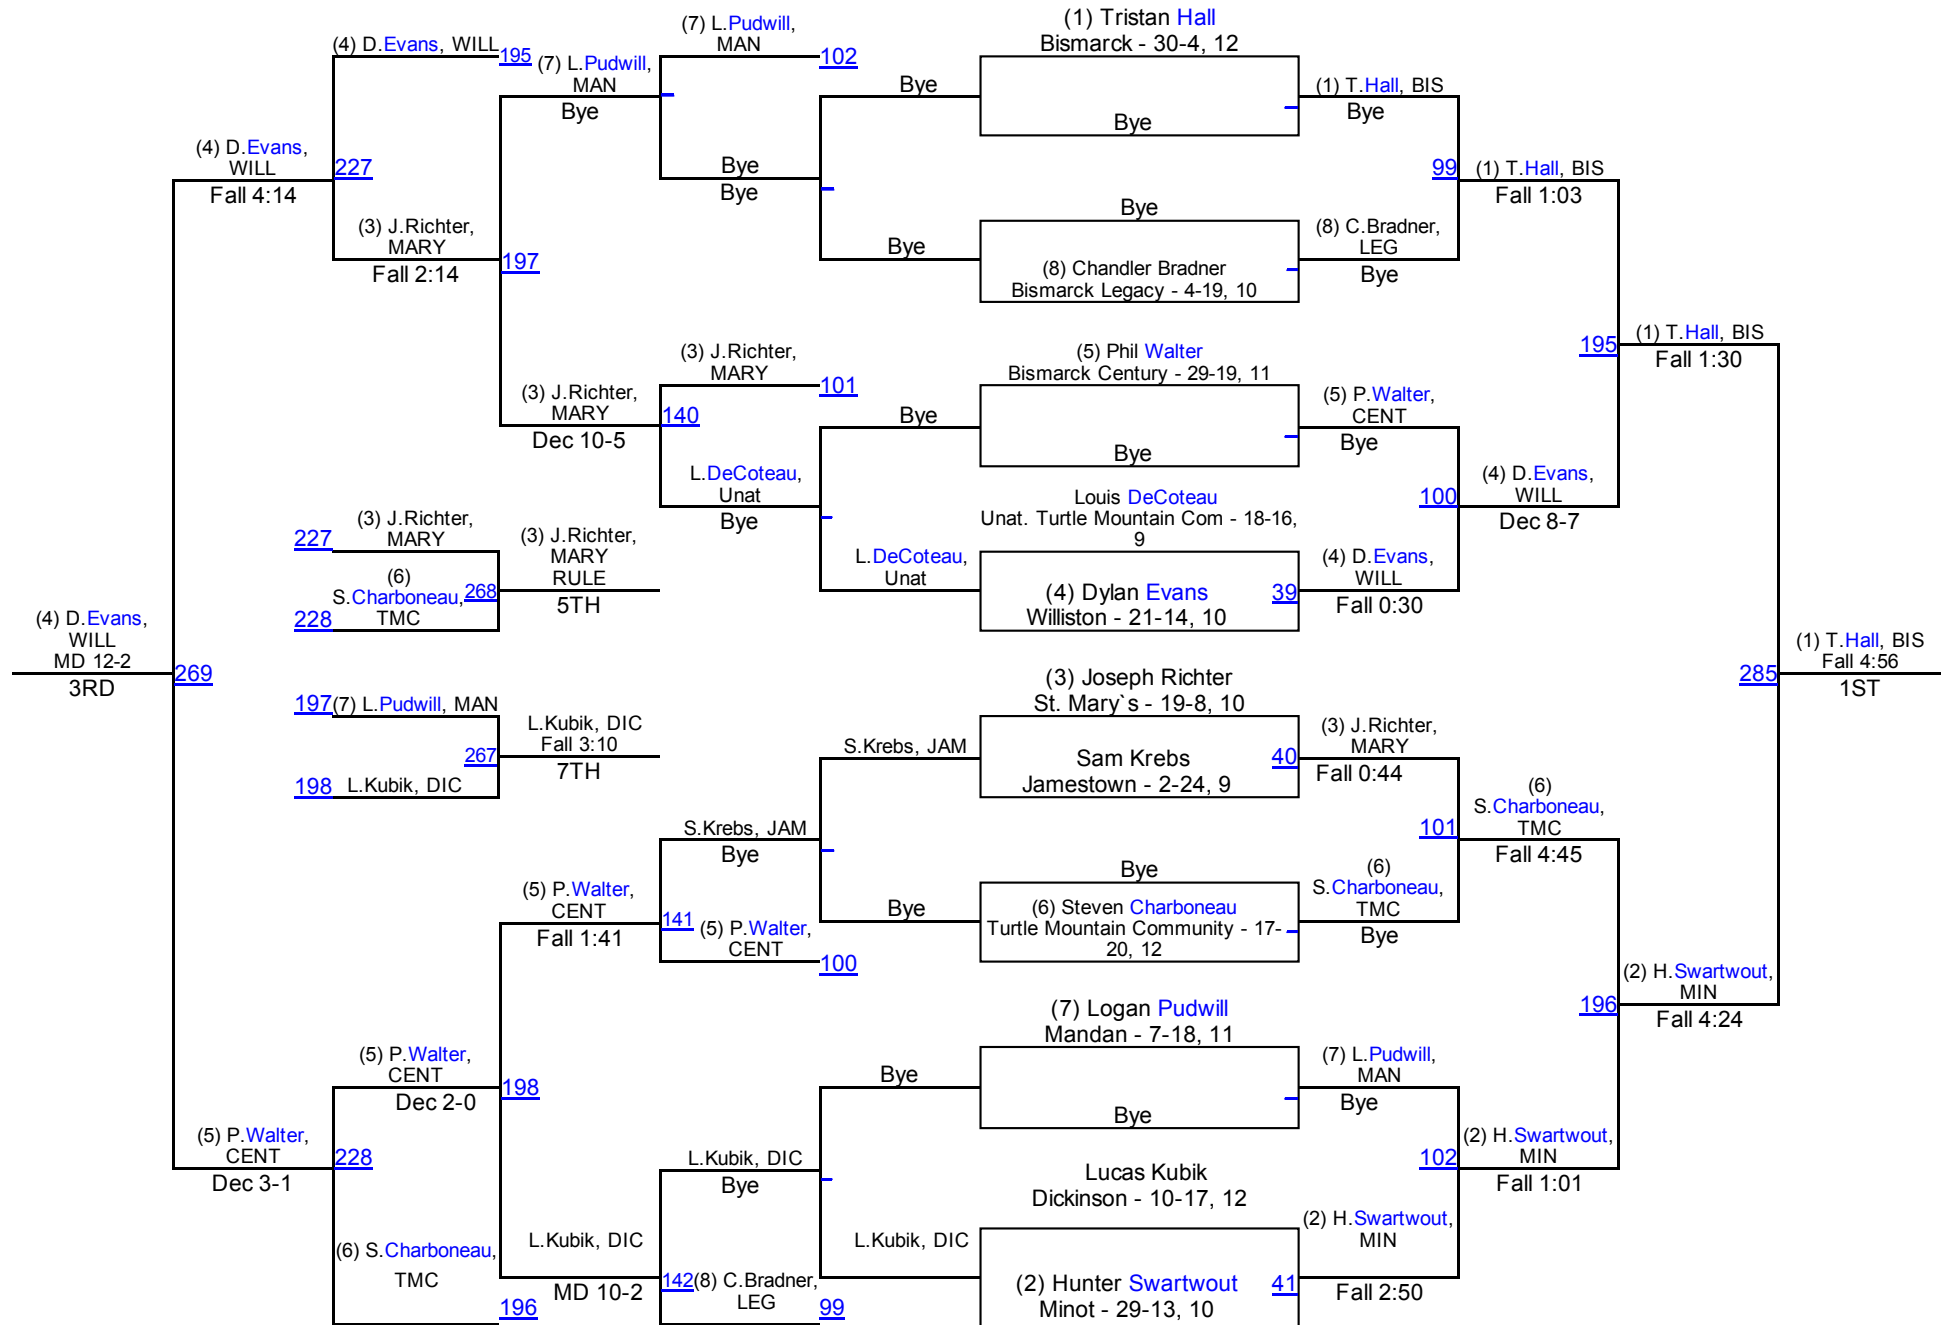 (1) Tristan Hall
Bismarck - 30-4, 12
(7) L.Pudwill,
MAN
102
(4) D.Evans, WILL
195
(7) L.Pudwill,
MAN
Bye
Bye
Bye
(1) T.Hall, BIS
Bye
(4) D.Evans,
WILL
Fall 4:14
227
Bye
Bye
99
(1) T.Hall, BIS
Fall 1:03
(3) J.Richter,
MARY
Fall 2:14
197
Bye
Bye
(8) Chandler Bradner
Bismarck Legacy - 4-19, 10
(8) C.Bradner,
LEG
Bye
(3) J.Richter,
MARY
101
(5) Phil Walter
Bismarck Century - 29-19, 11
195
(1) T.Hall, BIS
Fall 1:30
(3) J.Richter,
MARY
Dec 10-5
140
Bye
Bye
(5) P.Walter,
CENT
Bye
L.DeCoteau,
Unat
Bye
Louis DeCoteau
Unat. Turtle Mountain Com - 18-16,
9
100
(4) D.Evans,
WILL
Dec 8-7
227
(3) J.Richter,
MARY
(3) J.Richter,
MARY
RULE
5TH
L.DeCoteau,
Unat
(4) Dylan Evans
Williston - 21-14, 10
39
(4) D.Evans,
WILL
Fall 0:30
(6)
S.Charboneau,
TMC
268
228
(4) D.Evans,
WILL
MD 12-2
3RD
269
(3) Joseph Richter
St. Mary`s - 19-8, 10
285
(1) T.Hall, BIS
Fall 4:56
1ST
197
(7) L.Pudwill, MAN
L.Kubik, DIC
Fall 3:10
7TH
267
198
L.Kubik, DIC
S.Krebs, JAM
Sam Krebs
Jamestown - 2-24, 9
40
(3) J.Richter,
MARY
Fall 0:44
S.Krebs, JAM
Bye
101
(6)
S.Charboneau,
TMC
Fall 4:45
(5) P.Walter,
CENT
Fall 1:41
141
(5) P.Walter,
CENT
100
Bye
Bye
(6) Steven Charboneau
Turtle Mountain Community - 17-
20, 12
(6)
S.Charboneau,
TMC
Bye
(7) Logan Pudwill
Mandan - 7-18, 11
196
(2) H.Swartwout,
MIN
Fall 4:24
(5) P.Walter,
CENT
Dec 2-0
198
Bye
Bye
(7) L.Pudwill,
MAN
Bye
(5) P.Walter,
CENT
Dec 3-1
228
L.Kubik, DIC
Bye
Lucas Kubik
Dickinson - 10-17, 12
102
(2) H.Swartwout,
MIN
Fall 1:01
(6) S.Charboneau,
TMC
196
L.Kubik, DIC
MD 10-2
142
(8) C.Bradner,
LEG
99
L.Kubik, DIC
(2) Hunter Swartwout
Minot - 29-13, 10
41
(2) H.Swartwout,
MIN
Fall 2:50